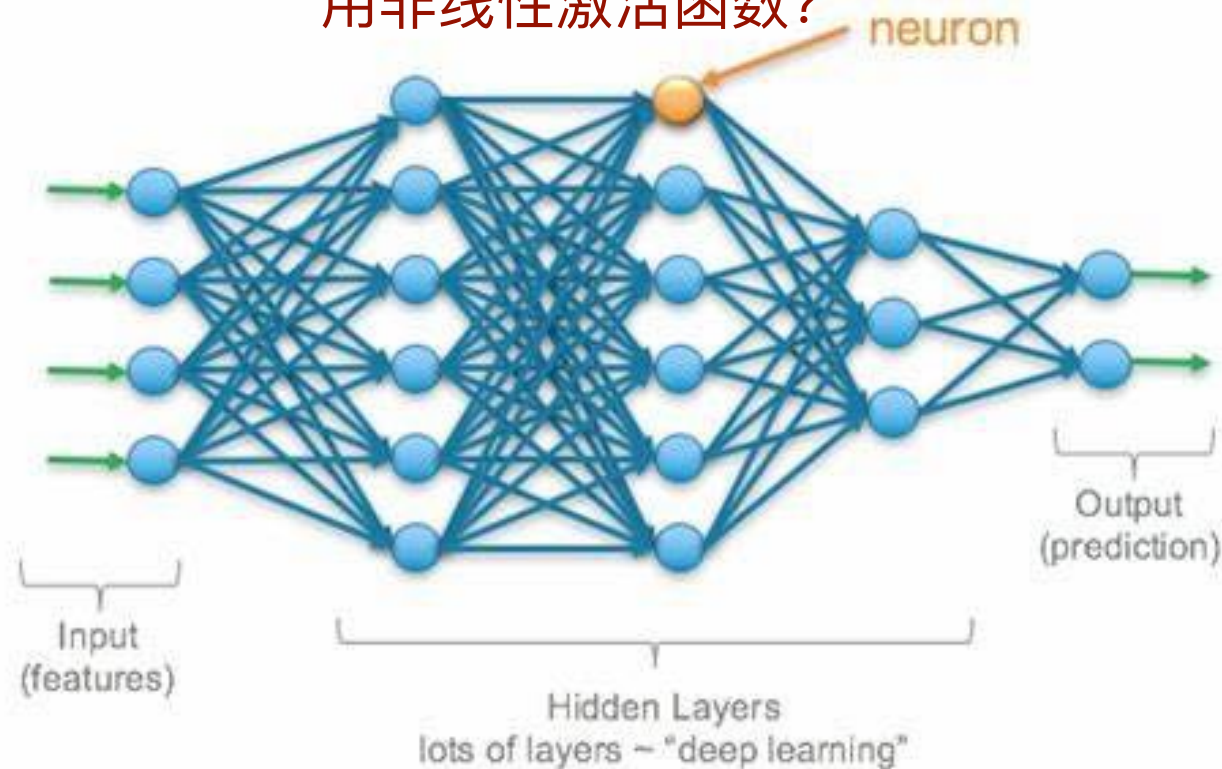 用非线性激活函数?
neuron
Output
(prediction)
Input
(features)
Hidden Layers
lots of layers ~ “deep learning”